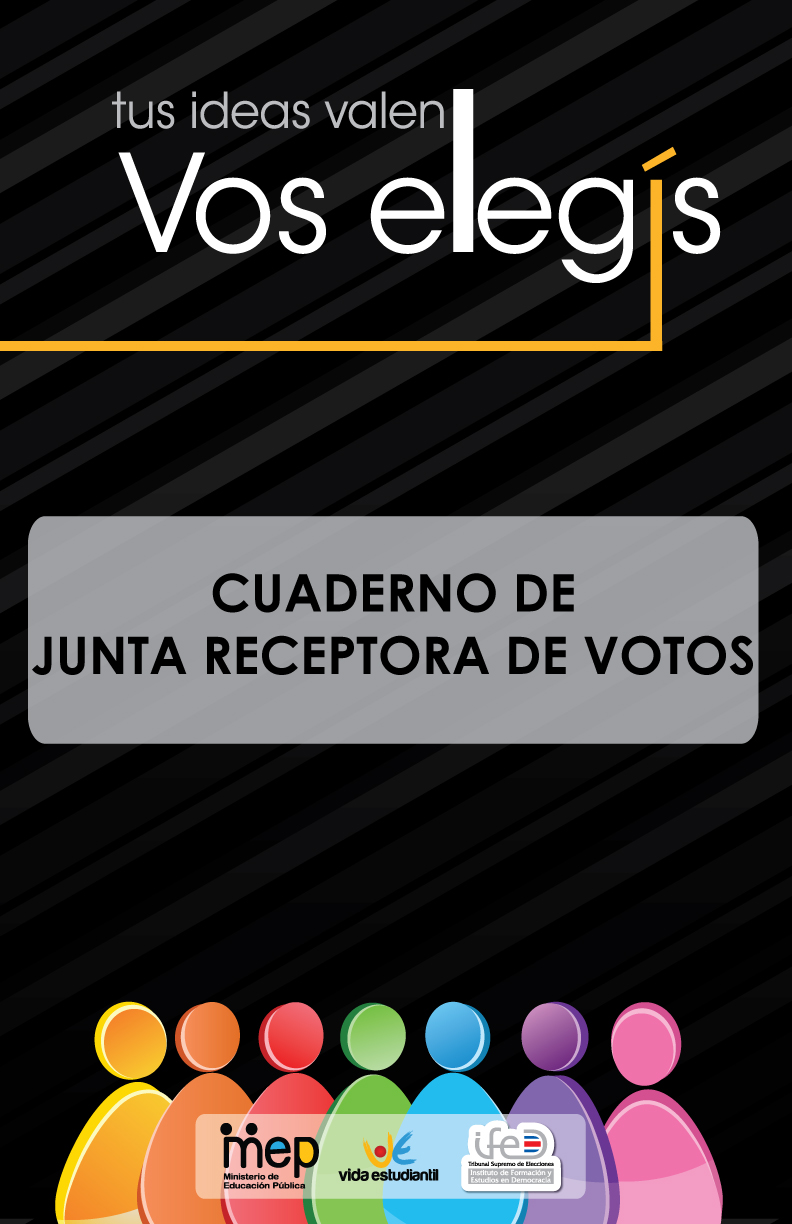 tus ideas valen
Vos elegís
CUADERNO DE
JUNTA RECEPTORA DE VOTOS
mep
Ministerio de
Educación Pública
vida estudiantil
ifed
Tribunal Supremo de Elecciones
Instituto de Formación y
Estudios en Democracia